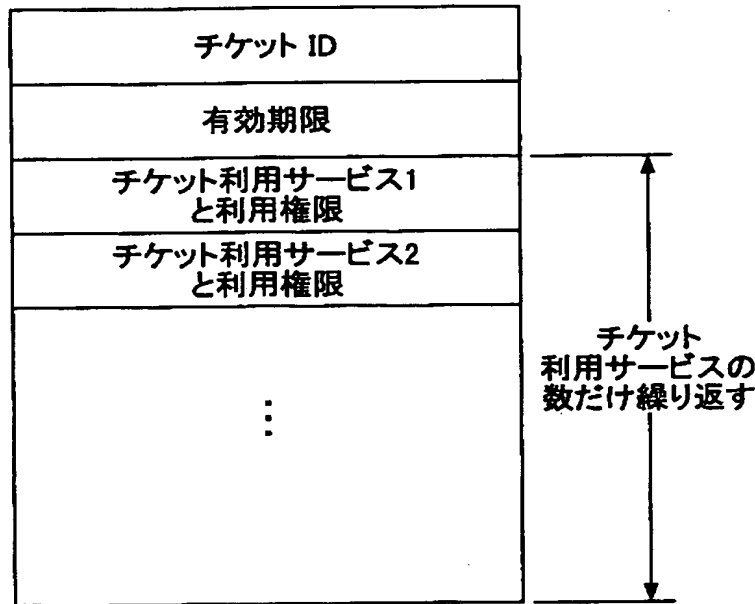 チケット ID
有効期限
チケット利用サービス1
と利用権限
チケット利用サービス2
と利用権限
⋮
チケット
利用サービスの
数だけ繰り返す